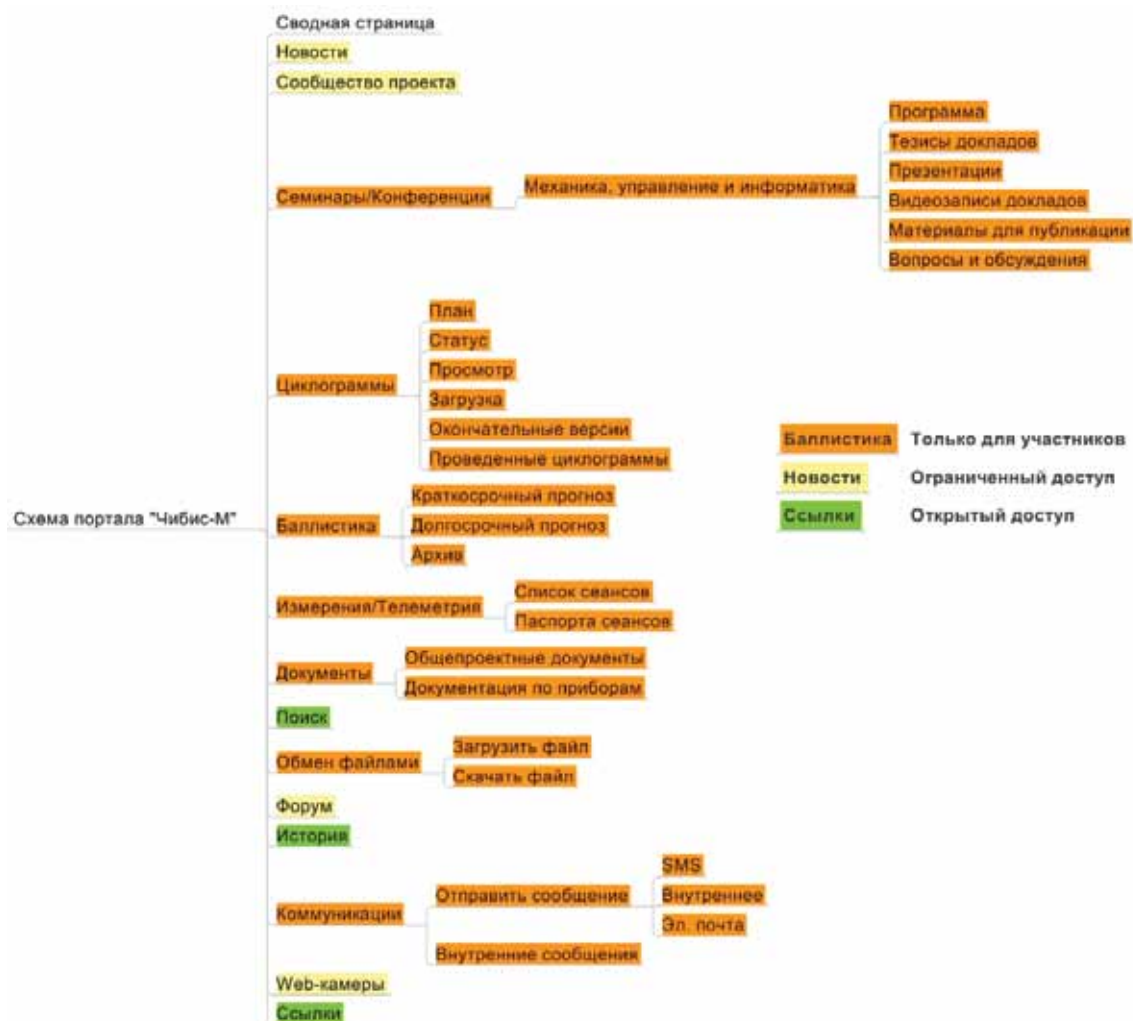 Сводная страница
Новости
Сообщество проекта
Программа
Тезисы докладов
Презентации
Семинары/Конференции
Механика, управление и информатика
Видеозаписи докладов
Материалы для публикации
Вопросы и обсуждения
План
Статус
Просмотр
Циклограммы
Загрузка
Окончательные версии
Проведенные циклограммы
Баллистика Только для участников
Новости Ограниченный доступ
Ссылки Открытый доступ
Схема портала "Чибис-М"
Краткосрочный прогноз
Баллистика
Долгосрочный прогноз
Архив
Измерения/Телеметрия
Список сеансов
Паспорта сеансов
Документы
Общепроектные документы
Документация по приборам
Поиск
Обмен файлами
Загрузить файл
Скачать файл
Форум
История
Коммуникации
Отправить сообщение
SMS
Внутреннее
Эл. почта
Внутренние сообщения
Web-камеры
Ссылки